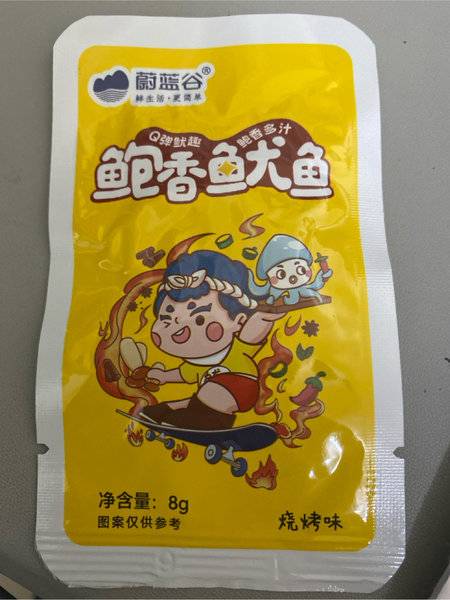 蔚蓝谷®
鲜生活·更简单
Q弹鱿趣 鲍香多汁
鲍香鱿鱼
净含量：8g
图案仅供参考
烧烤味